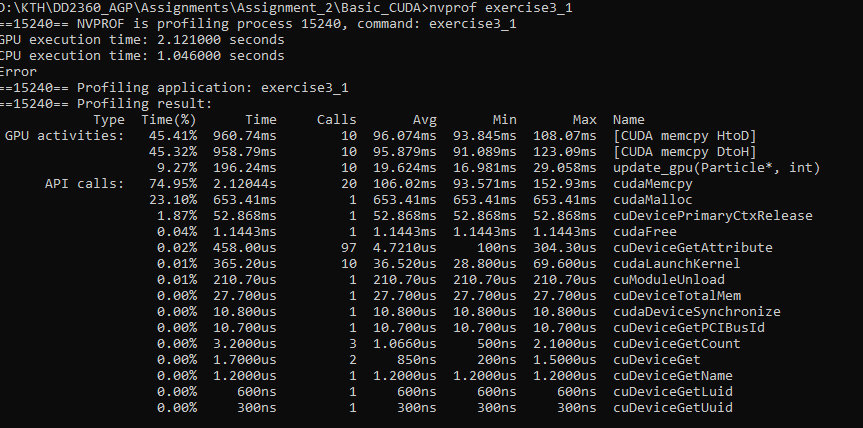 D:\KTH\DD2360_AGP\Assignments\Assignment_2\Basic_CUDA>nvprof exercise3_1
==15240== NVPROF is profiling process 15240, command: exercise3_1
GPU execution time: 2.121000 seconds
CPU execution time: 1.046000 seconds
Error
==15240== Profiling application: exercise3_1
==15240== Profiling result:
Type Time(%) Time Calls Avg Min Max Name
GPU activities: 45.41% 960.74ms 10 96.074ms 93.845ms 108.07ms [CUDA memcpy HtoD]
45.32% 958.79ms 10 95.879ms 91.089ms 123.09ms [CUDA memcpy DtoH]
9.27% 196.24ms 10 19.624ms 16.981ms 29.058ms update_gpu(Particle*, int)
API calls: 74.95% 2.12044s 20 106.02ms 93.571ms 152.93ms cudaMemcpy
23.10% 653.41ms 1 653.41ms 653.41ms 653.41ms cudaMalloc
1.87% 52.868ms 1 52.868ms 52.868ms 52.868ms cuDevicePrimaryCtxRelease
0.04% 1.1443ms 1 1.1443ms 1.1443ms 1.1443ms cudaFree
0.02% 458.00us 97 4.7210us 100ns 304.30us cuDeviceGetAttribute
0.01% 365.20us 10 36.520us 28.800us 69.600us cudaLaunchKernel
0.01% 210.70us 1 210.70us 210.70us 210.70us cuModuleUnload
0.00% 27.700us 1 27.700us 27.700us 27.700us cuDeviceTotalMem
0.00% 10.800us 1 10.800us 10.800us 10.800us cudaDeviceSynchronize
0.00% 10.700us 1 10.700us 10.700us 10.700us cuDeviceGetPCIBusId
0.00% 3.2000us 3 1.0660us 500ns 2.1000us cuDeviceGetCount
0.00% 1.7000us 2 850ns 200ns 1.5000us cuDeviceGet
0.00% 1.2000us 1 1.2000us 1.2000us 1.2000us cuDeviceGetName
0.00% 600ns 1 600ns 600ns 600ns cuDeviceGetLuid
0.00% 300ns 1 300ns 300ns 300ns cuDeviceGetUuid